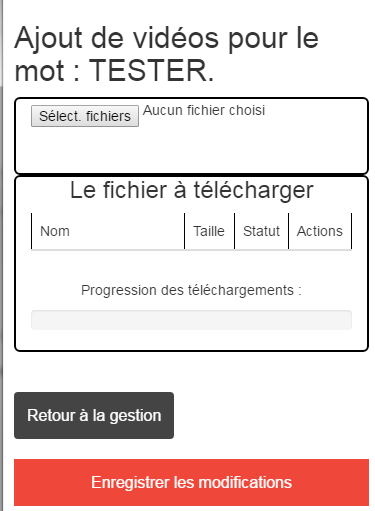 Ajout de vidéos pour le
mot : TESTER.
Sélect. fichiers Aucun fichier choisi
Le fichier à télécharger
Nom Taille Statut Actions
Progression des téléchargements :
Retour à la gestion
Enregistrer les modifications